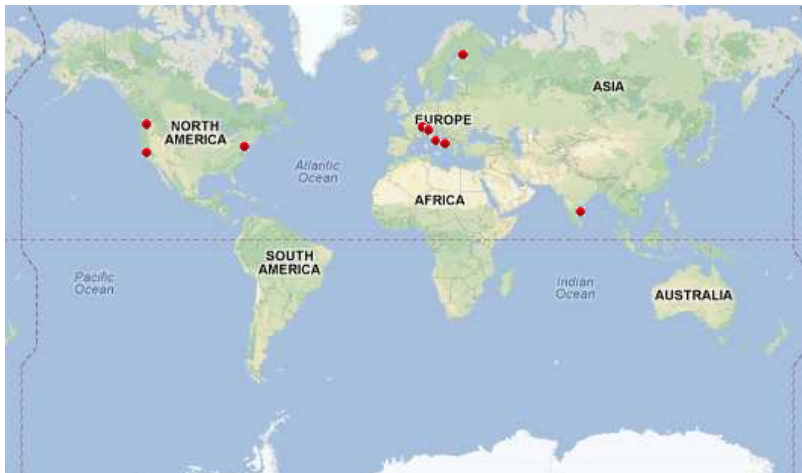 ASIA
NORTH
AMERICA
EUROPE
Atlantic
Ocean
AFRICA
SOUTH
AMERICA
Pacific
Ocean
Indian
Ocean
AUSTRALIA